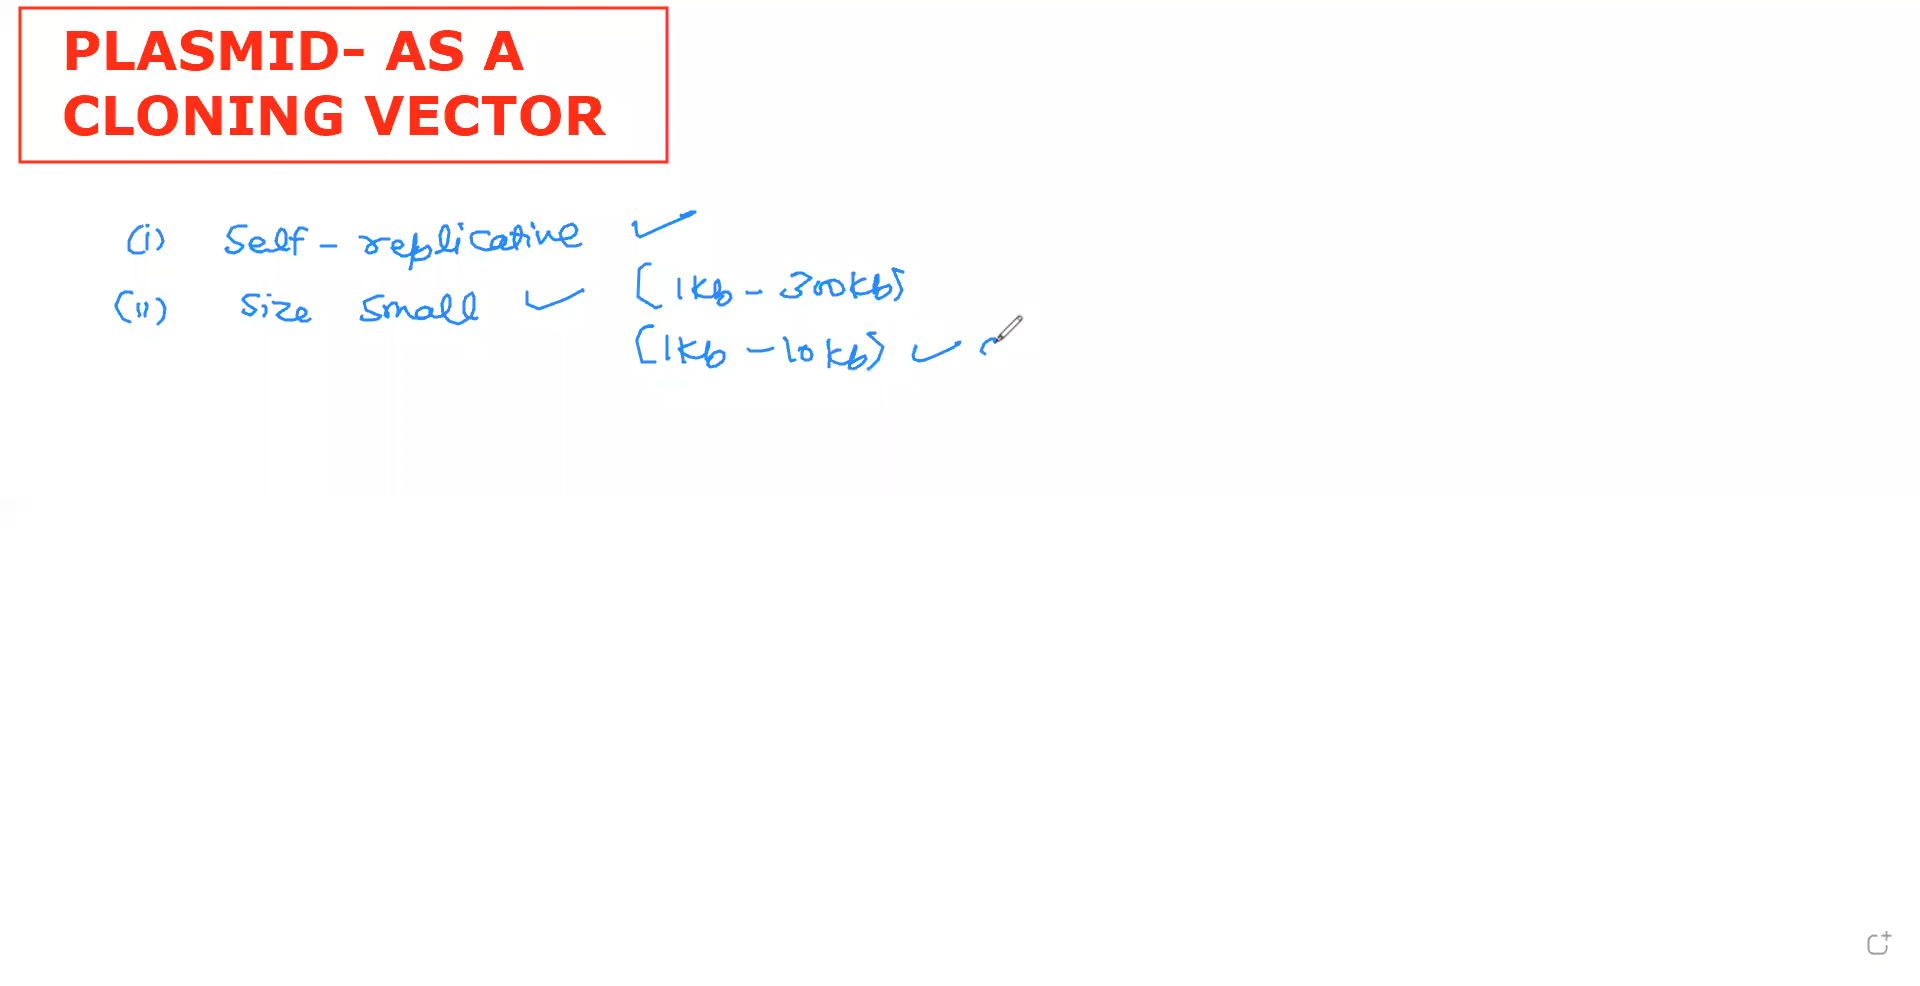 PLASMID- AS A
CLONING VECTOR
(i) Self-replicative ✓
(ii) Size small ✓ [1Kb - 300Kb]
[1Kb - 10Kb] ✓